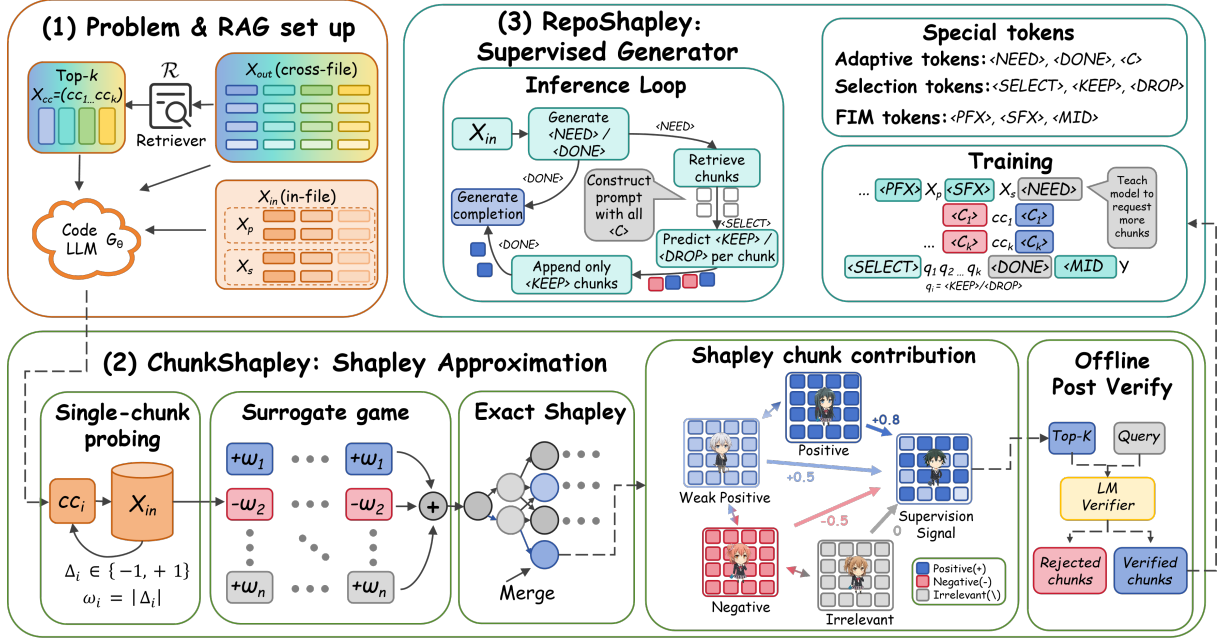 (1) Problem & RAG set up
Top-k
X_cc=(cc_1...cc_k)
R
Retriever
X_out (cross-file)
Code
LLM G_θ
X_in (in-file)
X_p
X_s
(3) RepoShapley:
Supervised Generator
Inference Loop
X_in
Generate
<NEED> /
<DONE>
<NEED>
Retrieve
chunks
<DONE>
Construct
prompt
with all
<C>
Generate
completion
<SELECT>
Predict <KEEP> /
<DROP> per chunk
<DONE>
Append only
<KEEP> chunks
Special tokens
Adaptive tokens: <NEED>, <DONE>, <C>
Selection tokens: <SELECT>, <KEEP>, <DROP>
FIM tokens: <PFX>, <SFX>, <MID>
Training
... <PFX> X_p <SFX> X_s <NEED>
<C_1> cc_1 <C_1>
... <C_k> cc_k <C_k>
<SELECT> q_1 q_2 ... q_k <DONE> <MID Y
q_i = <KEEP>/<DROP>
Teach
model to
request
more
chunks
(2) ChunkShapley: Shapley Approximation
Single-chunk
probing
cc_i
X_in
Δ_i ∈ {-1, +1}
ω_i = |Δ_i|
Surrogate game
+ω_1 ... +ω_1
-ω_2 ... -ω_2
+ω_n ... +ω_n
+
Exact Shapley
Merge
Shapley chunk contribution
Positive
+0.8
Weak Positive
+0.5
Supervision
Signal
-0.5
0
Negative
Irrelevant
Positive(+)
Negative(-)
Irrelevant(\)
Offline
Post Verify
Top-K
Query
LM
Verifier
Rejected
chunks
Verified
chunks